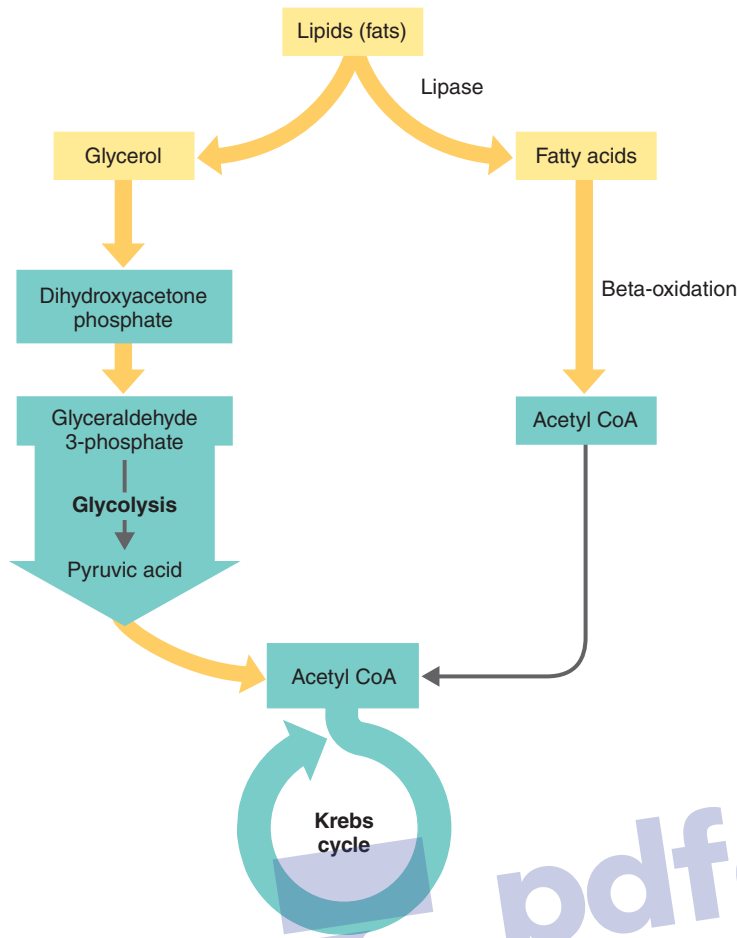 Lipids (fats)
Lipase
Glycerol
Fatty acids
Dihydroxyacetone
phosphate
Beta-oxidation
Glyceraldehyde
3-phosphate
Acetyl CoA
Glycolysis
Pyruvic acid
Acetyl CoA
Krebs
cycle